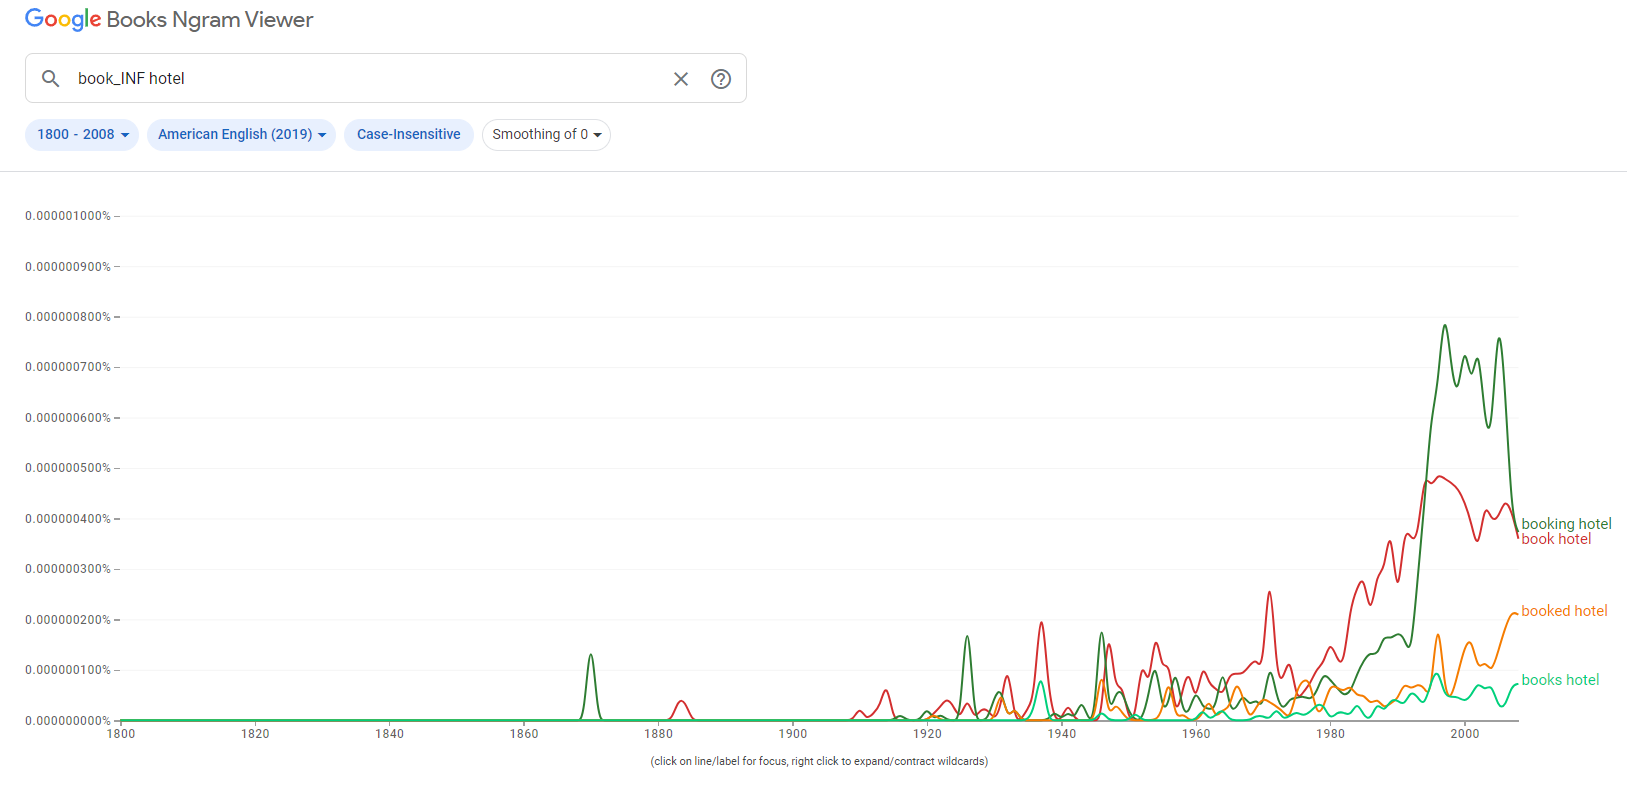 Google Books Ngram Viewer
book_INF hotel
1800 - 2008
American English (2019)
Case-Insensitive
Smoothing of 0
0.000001000%
0.000000900%
0.000000800%
0.000000700%
0.000000600%
0.000000500%
0.000000400%
0.000000300%
0.000000200%
0.000000100%
0.000000000%
booking hotel
book hotel
booked hotel
books hotel
1800 1820 1840 1860 1880 1900 1920 1940 1960 1980 2000
(click on line/label for focus, right click to expand/contract wildcards)